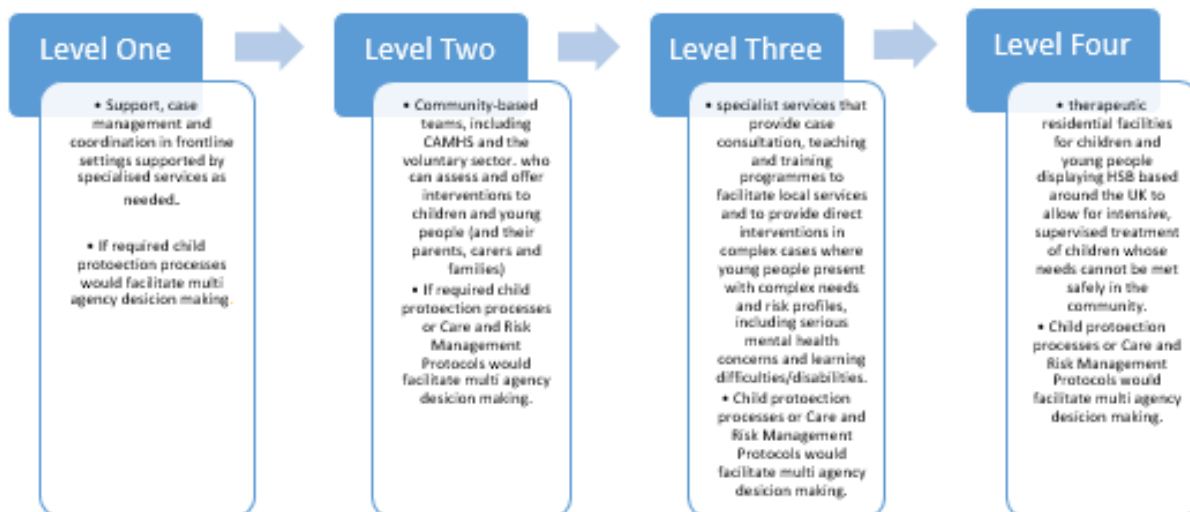 Level One
• Support, case
management and
coordination in frontline
settings supported by
specialised services as
needed.
• If required child
protoection processes
would facilitate multi
agency desicion making.
Level Two
• Community-based
teams, including
CAMHS and the
voluntary sector. who
can assess and offer
interventions to
children and young
people (and their
parents, carers and
families)
• If required child
protoection processes
or Care and Risk
Management
Protocols would
facilitate multi agency
desicion making.
Level Three
• specialist services that
provide case
consultation, teaching
and training
programmes to
facilitate local services
and to provide direct
interventions in
complex cases where
young people present
with complex needs
and risk profiles,
including serious
mental health
concerns and learning
difficulties/disabilities.
• Child protoection
processes or Care and
Risk Management
Protocols would
facilitate multi agency
desicion making.
Level Four
• therapeutic
residential facilities
for children and
young people
displaying HSB based
around the UK to
allow for intensive,
supervised treatment
of children whose
needs cannot be met
safely in the
community.
• Child protoection
processes or Care and
Risk Management
Protocols would
facilitate multi agency
desicion making.